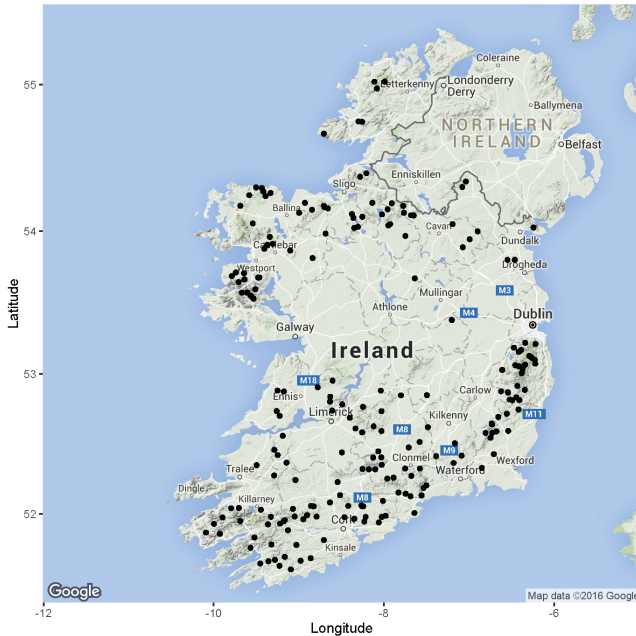 Coleraine
55
Letterkenny
Londonderry
Derry
Ballymena
NORTHERN
IRELAND
Belfast
Enniskillen
Sligo
Ballina
54
Cavan
Dundalk
Castlebar
Drogheda
Westport
M3
Mullingar
Athlone
M4
Dublin
Galway
Ireland
Latitude
53
M18
Carlow
Ennis
M11
Limerick
Kilkenny
M8
M9
Clonmel
Wexford
Tralee
Waterford
Dingle
Killarney
M8
52
Cork
Kinsale
Google
Map data ©2016 Google
-12
-10
-8
-6
Longitude